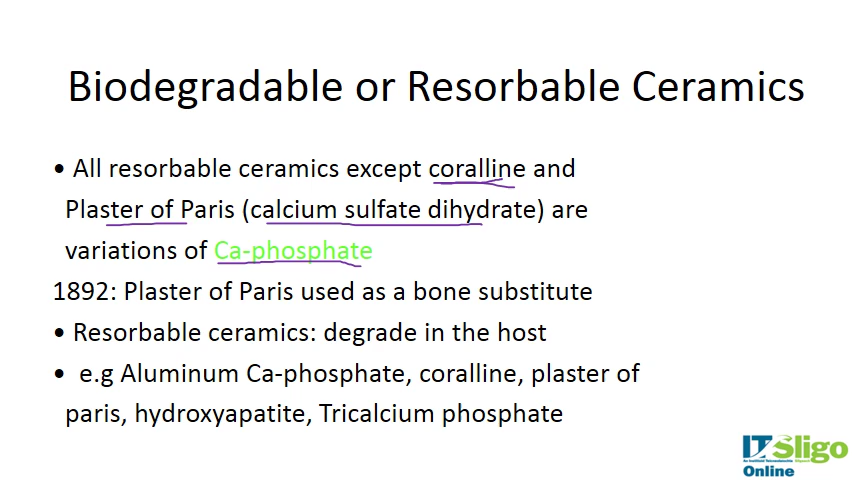 Biodegradable or Resorbable Ceramics
• All resorbable ceramics except coralline and
Plaster of Paris (calcium sulfate dihydrate) are
variations of Ca-phosphate
1892: Plaster of Paris used as a bone substitute
• Resorbable ceramics: degrade in the host
• e.g Aluminum Ca-phosphate, coralline, plaster of
paris, hydroxyapatite, Tricalcium phosphate
ITSligo
Online